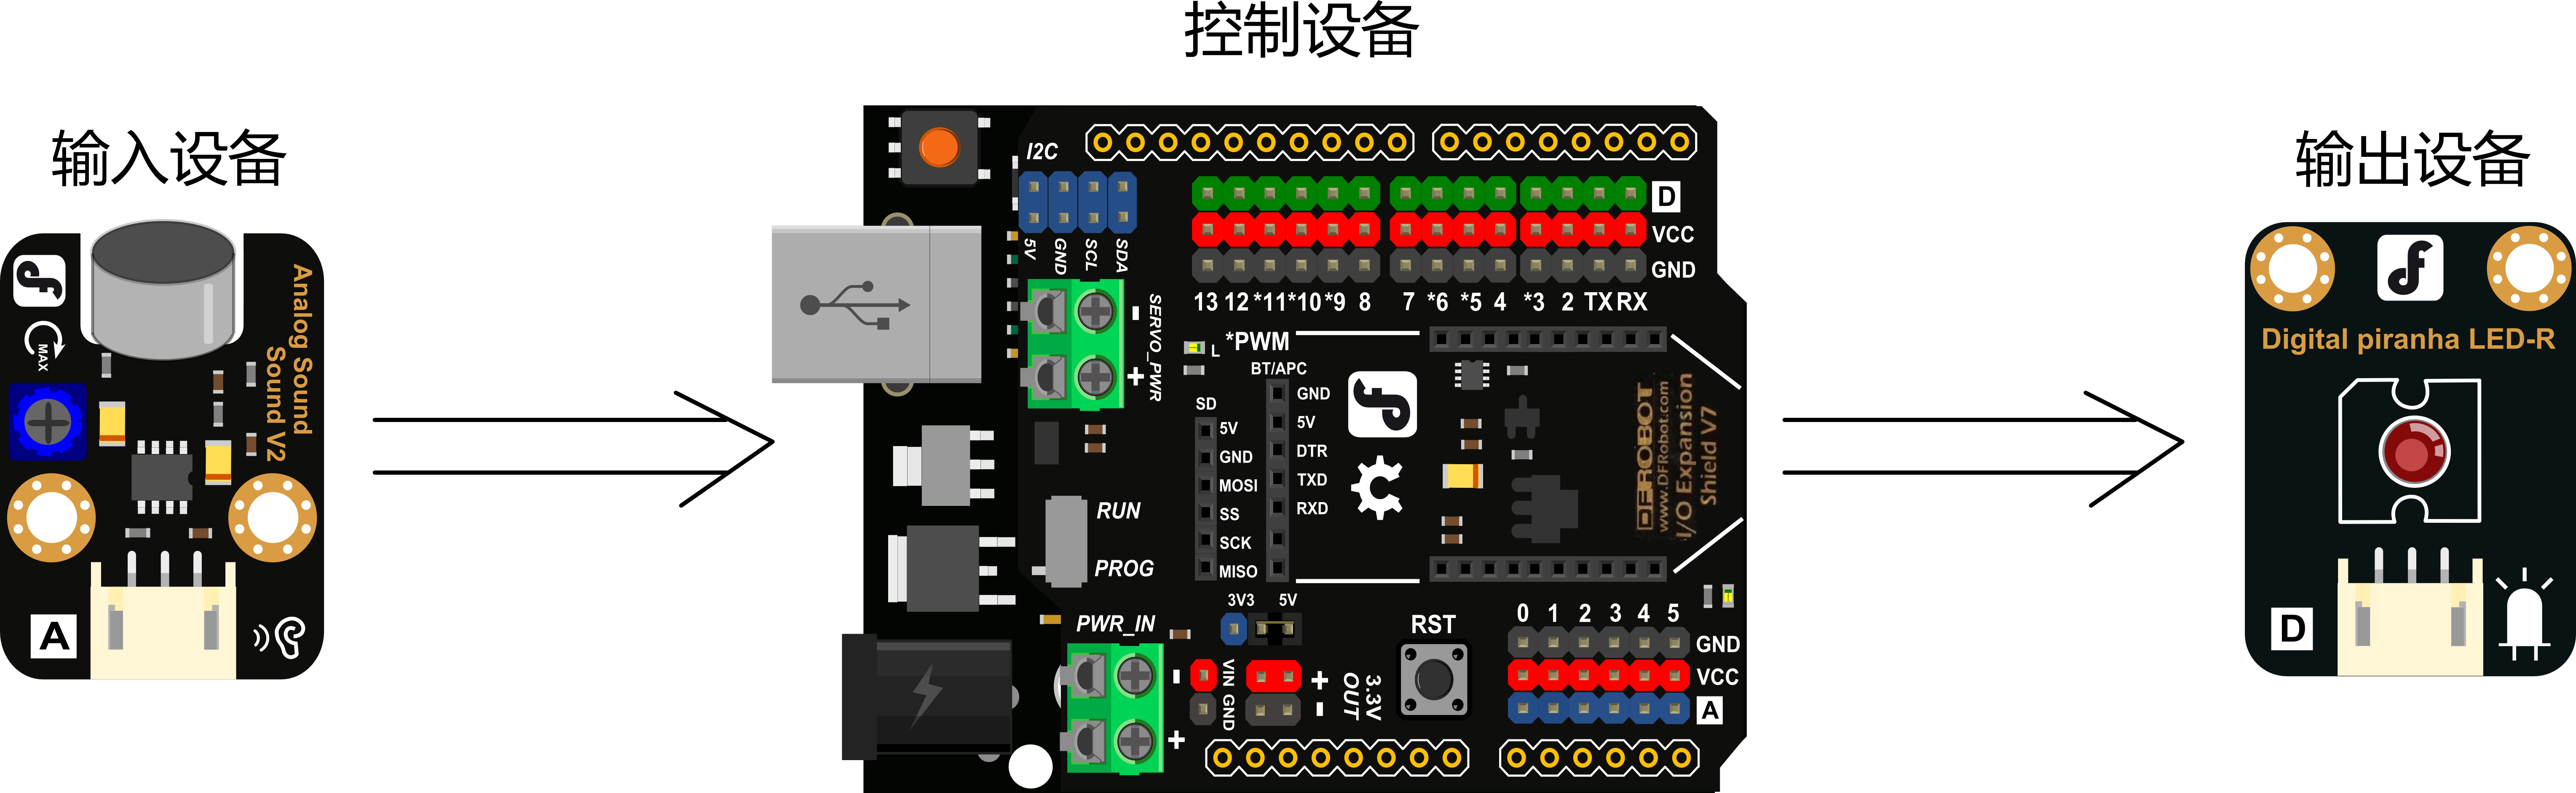 控制设备
输入设备
输出设备
Analog Sound
Sound V2
MAX
A
I2C
5V
GND
SCL
SDA
D
VCC
GND
13 12 *11 *10 *9 8 7 *6 *5 4 *3 2 TX RX
SERVO_PWR
-
+
L
*PWM
BT/APC
GND
5V
DTR
TXD
RXD
SD
5V
GND
MOSI
SS
SCK
MISO
DFROBOT
www.DFRobot.com
I/O Expansion
Shield V7
RUN
PROG
3V3 5V
PWR_IN
-
+
VIN GND
+
-
3.3V
OUT
RST
0 1 2 3 4 5
GND
VCC
A
Digital piranha LED-R
D